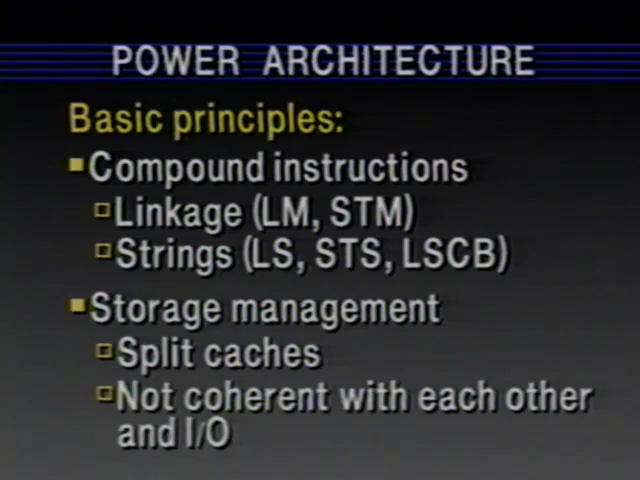 POWER ARCHITECTURE
Basic principles:
Compound instructions
Linkage (LM, STM)
Strings (LS, STS, LSCB)
Storage management
Split caches
Not coherent with each other
and I/O